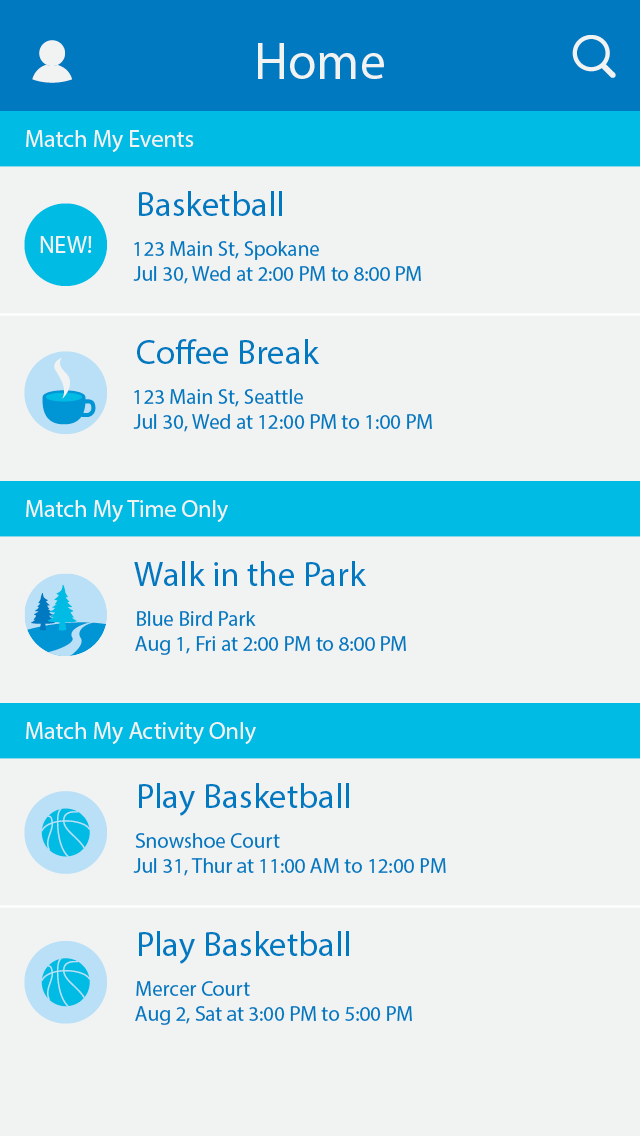 Home
Match My Events
NEW!
Basketball
123 Main St, Spokane
Jul 30, Wed at 2:00 PM to 8:00 PM
Coffee Break
123 Main St, Seattle
Jul 30, Wed at 12:00 PM to 1:00 PM
Match My Time Only
Walk in the Park
Blue Bird Park
Aug 1, Fri at 2:00 PM to 8:00 PM
Match My Activity Only
Play Basketball
Snowshoe Court
Jul 31, Thur at 11:00 AM to 12:00 PM
Play Basketball
Mercer Court
Aug 2, Sat at 3:00 PM to 5:00 PM